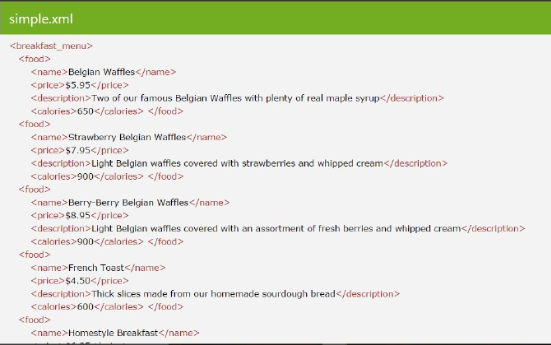 simple.xml
<breakfast_menu>
<food>
<name>Belgian Waffles</name>
<price>$5.95</price>
<description>Two of our famous Belgian Waffles with plenty of real maple syrup</description>
<calories>650</calories> </food>
<food>
<name>Strawberry Belgian Waffles</name>
<price>$7.95</price>
<description>Light Belgian waffles covered with strawberries and whipped cream</description>
<calories>900</calories> </food>
<food>
<name>Berry-Berry Belgian Waffles</name>
<price>$8.95</price>
<description>Light Belgian waffles covered with an assortment of fresh berries and whipped cream</description>
<calories>900</calories> </food>
<food>
<name>French Toast</name>
<price>$4.50</price>
<description>Thick slices made from our homemade sourdough bread</description>
<calories>600</calories> </food>
<food>
<name>Homestyle Breakfast</name>